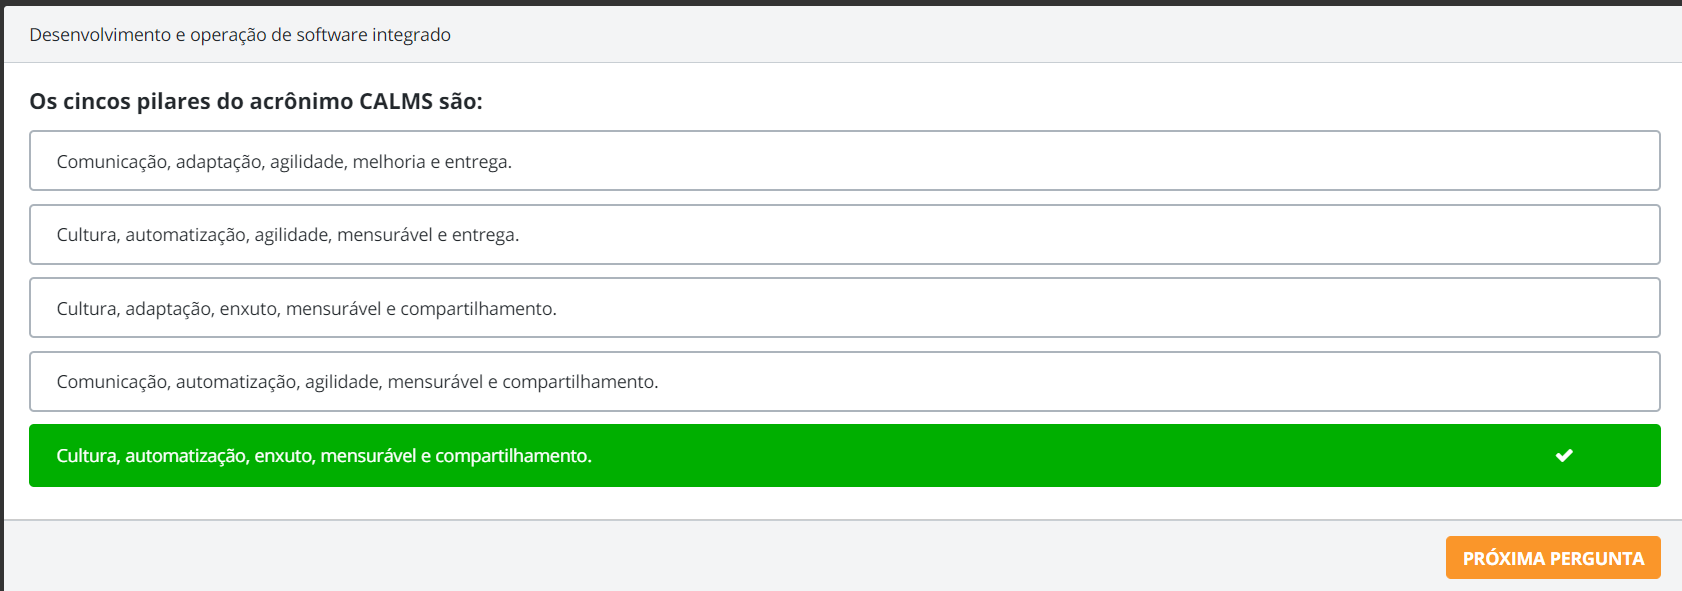 Desenvolvimento e operação de software integrado
Os cincos pilares do acrônimo CALMS são:
Comunicação, adaptação, agilidade, melhoria e entrega.
Cultura, automatização, agilidade, mensurável e entrega.
Cultura, adaptação, enxuto, mensurável e compartilhamento.
Comunicação, automatização, agilidade, mensurável e compartilhamento.
Cultura, automatização, enxuto, mensurável e compartilhamento.
PRÓXIMA PERGUNTA